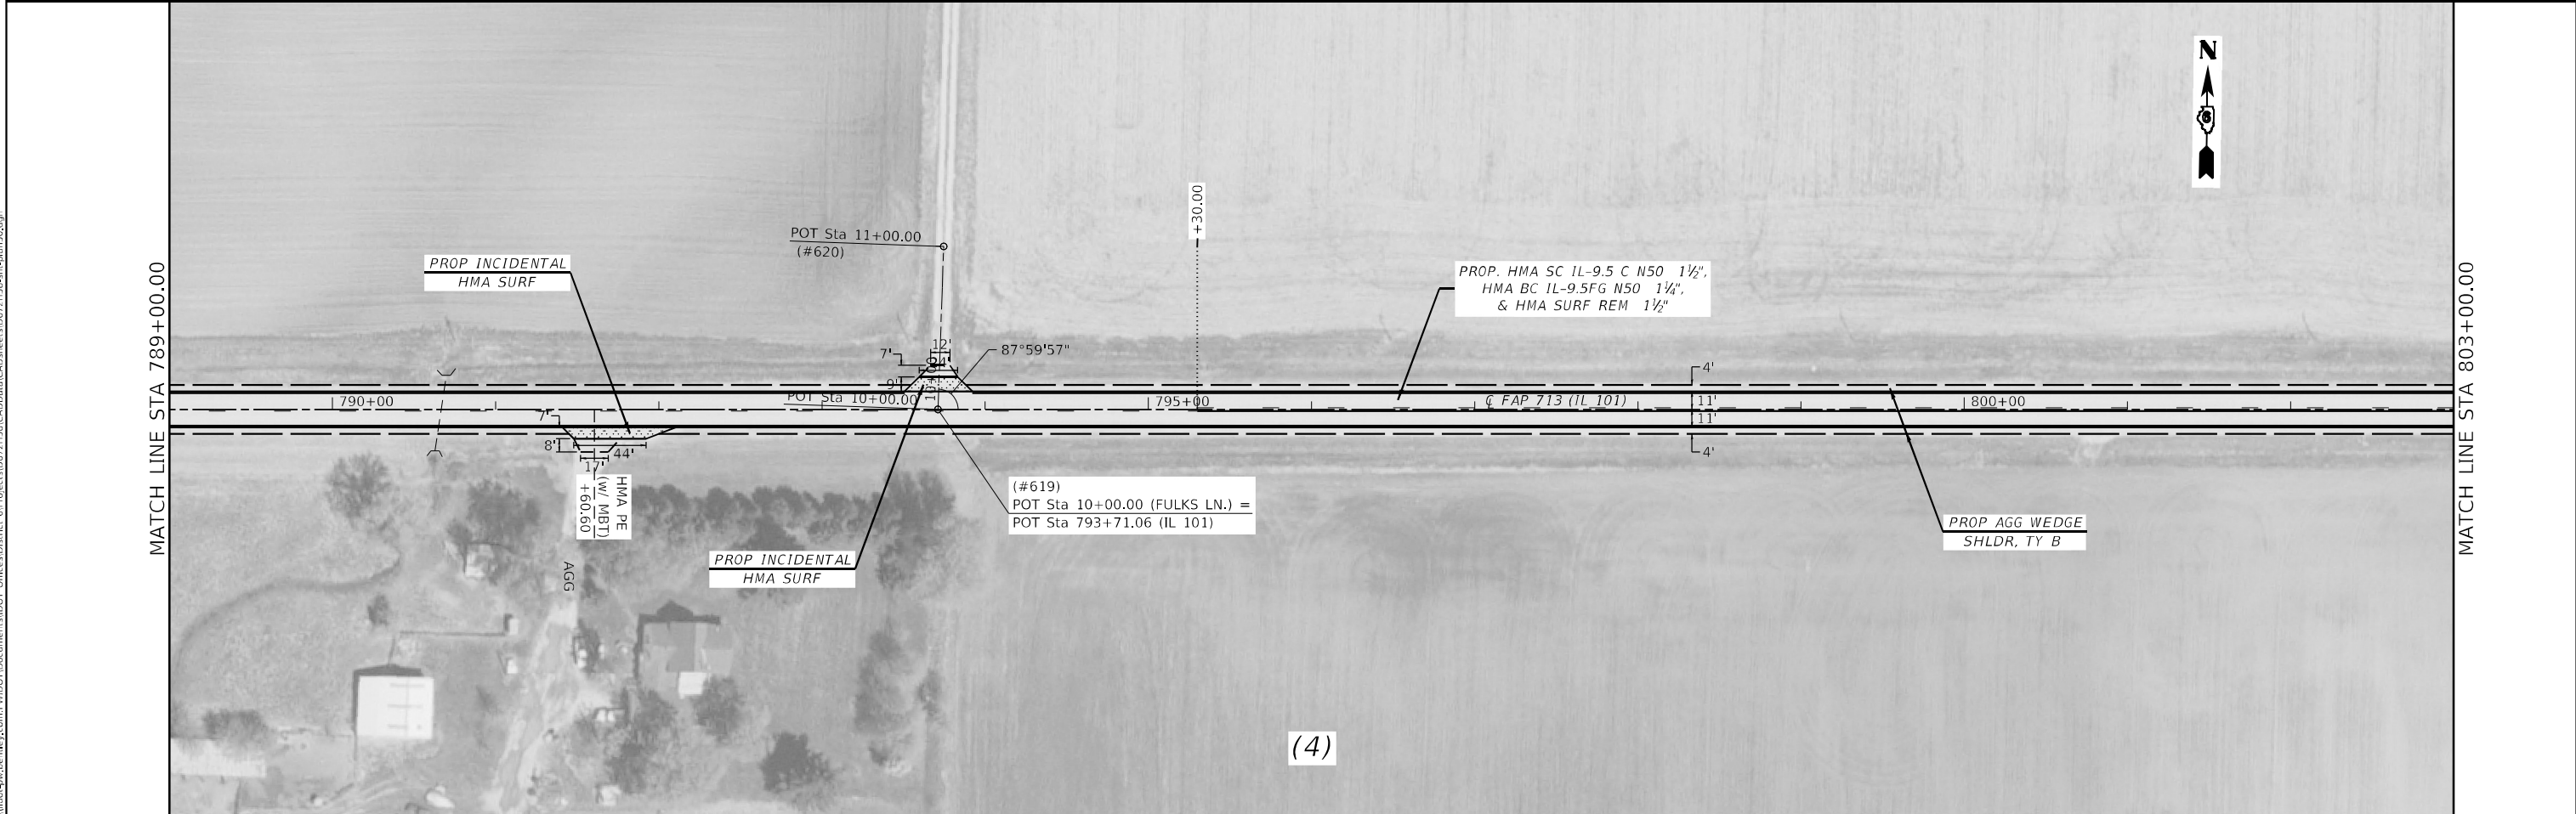 N
6
MATCH LINE STA 789+00.00
MATCH LINE STA 803+00.00
+30.00
POT Sta 11+00.00
(#620)
PROP INCIDENTAL
HMA SURF
PROP. HMA SC IL-9.5 C N50 1½",
HMA BC IL-9.5FG N50 1¼",
& HMA SURF REM 1½"
12'
7'
87°59'57"
9'
4'
790+00
POT Sta 10+00.00
795+00
℄ FAP 713 (IL 101)
11'
800+00
7'
11'
8'
44'
4'
17'
HMA PE
(w/ MBT)
+60.60
(#619)
POT Sta 10+00.00 (FULKS LN.) =
POT Sta 793+71.06 (IL 101)
PROP AGG WEDGE
SHLDR, TY B
PROP INCIDENTAL
HMA SURF
AGG
(4)